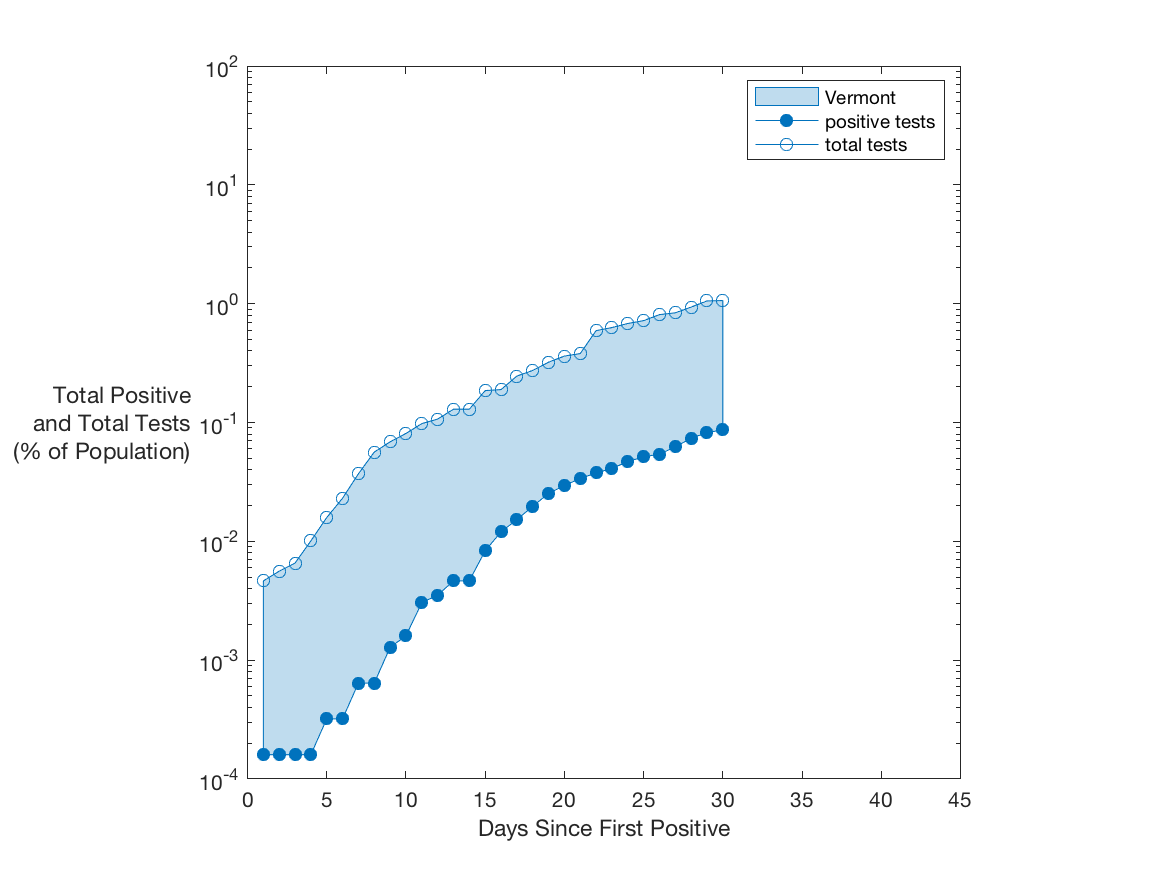 10^2
10^1
10^0
10^-1
10^-2
10^-3
10^-4
Total Positive
and Total Tests
(% of Population)
Vermont
positive tests
total tests
0 5 10 15 20 25 30 35 40 45
Days Since First Positive